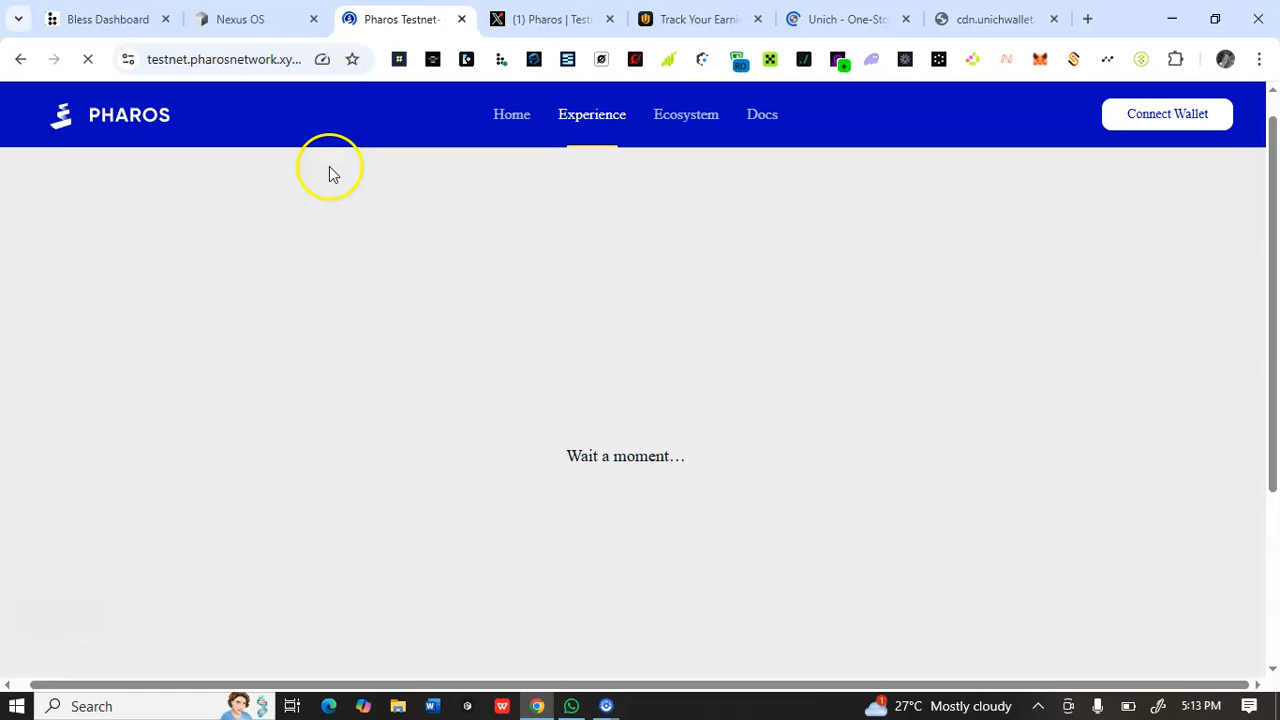 Bless Dashboard
Nexus OS
Pharos Testnet-
(1) Pharos | Test
Track Your Earni
Unich - One-Sto
cdn.unichwallet.
testnet.pharosnetwork.xy...
RO
PHAROS
Home
Experience
Ecosystem
Docs
Connect Wallet
Wait a moment…
Search
27°C Mostly cloudy
5:13 PM